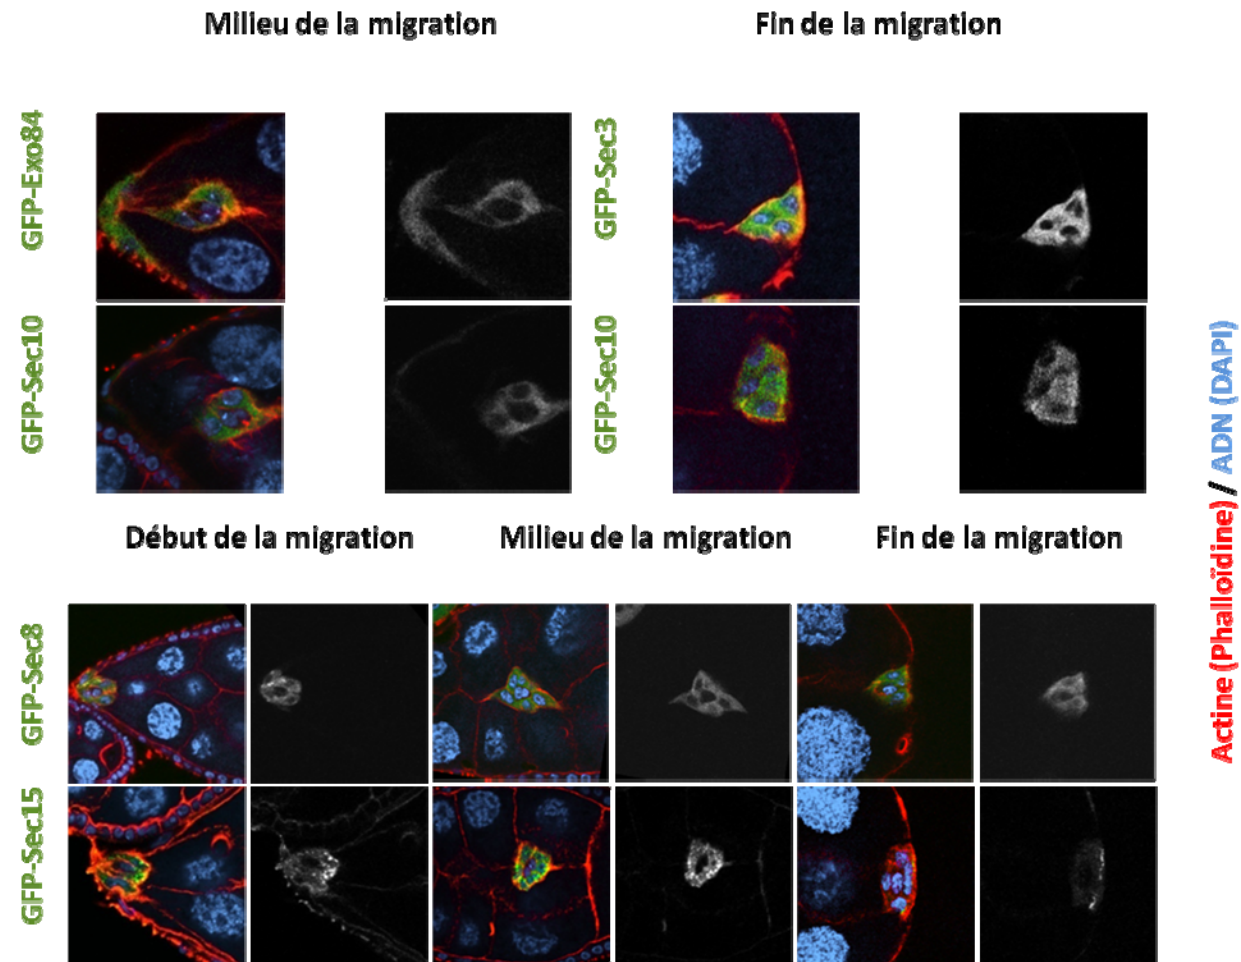 Milieu de la migration
Fin de la migration
GFP-Exo84
GFP-Sec3
GFP-Sec10
GFP-Sec10
Début de la migration
Milieu de la migration
Fin de la migration
GFP-Sec8
GFP-Sec15
Actine (Phalloïdine) / ADN (DAPI)